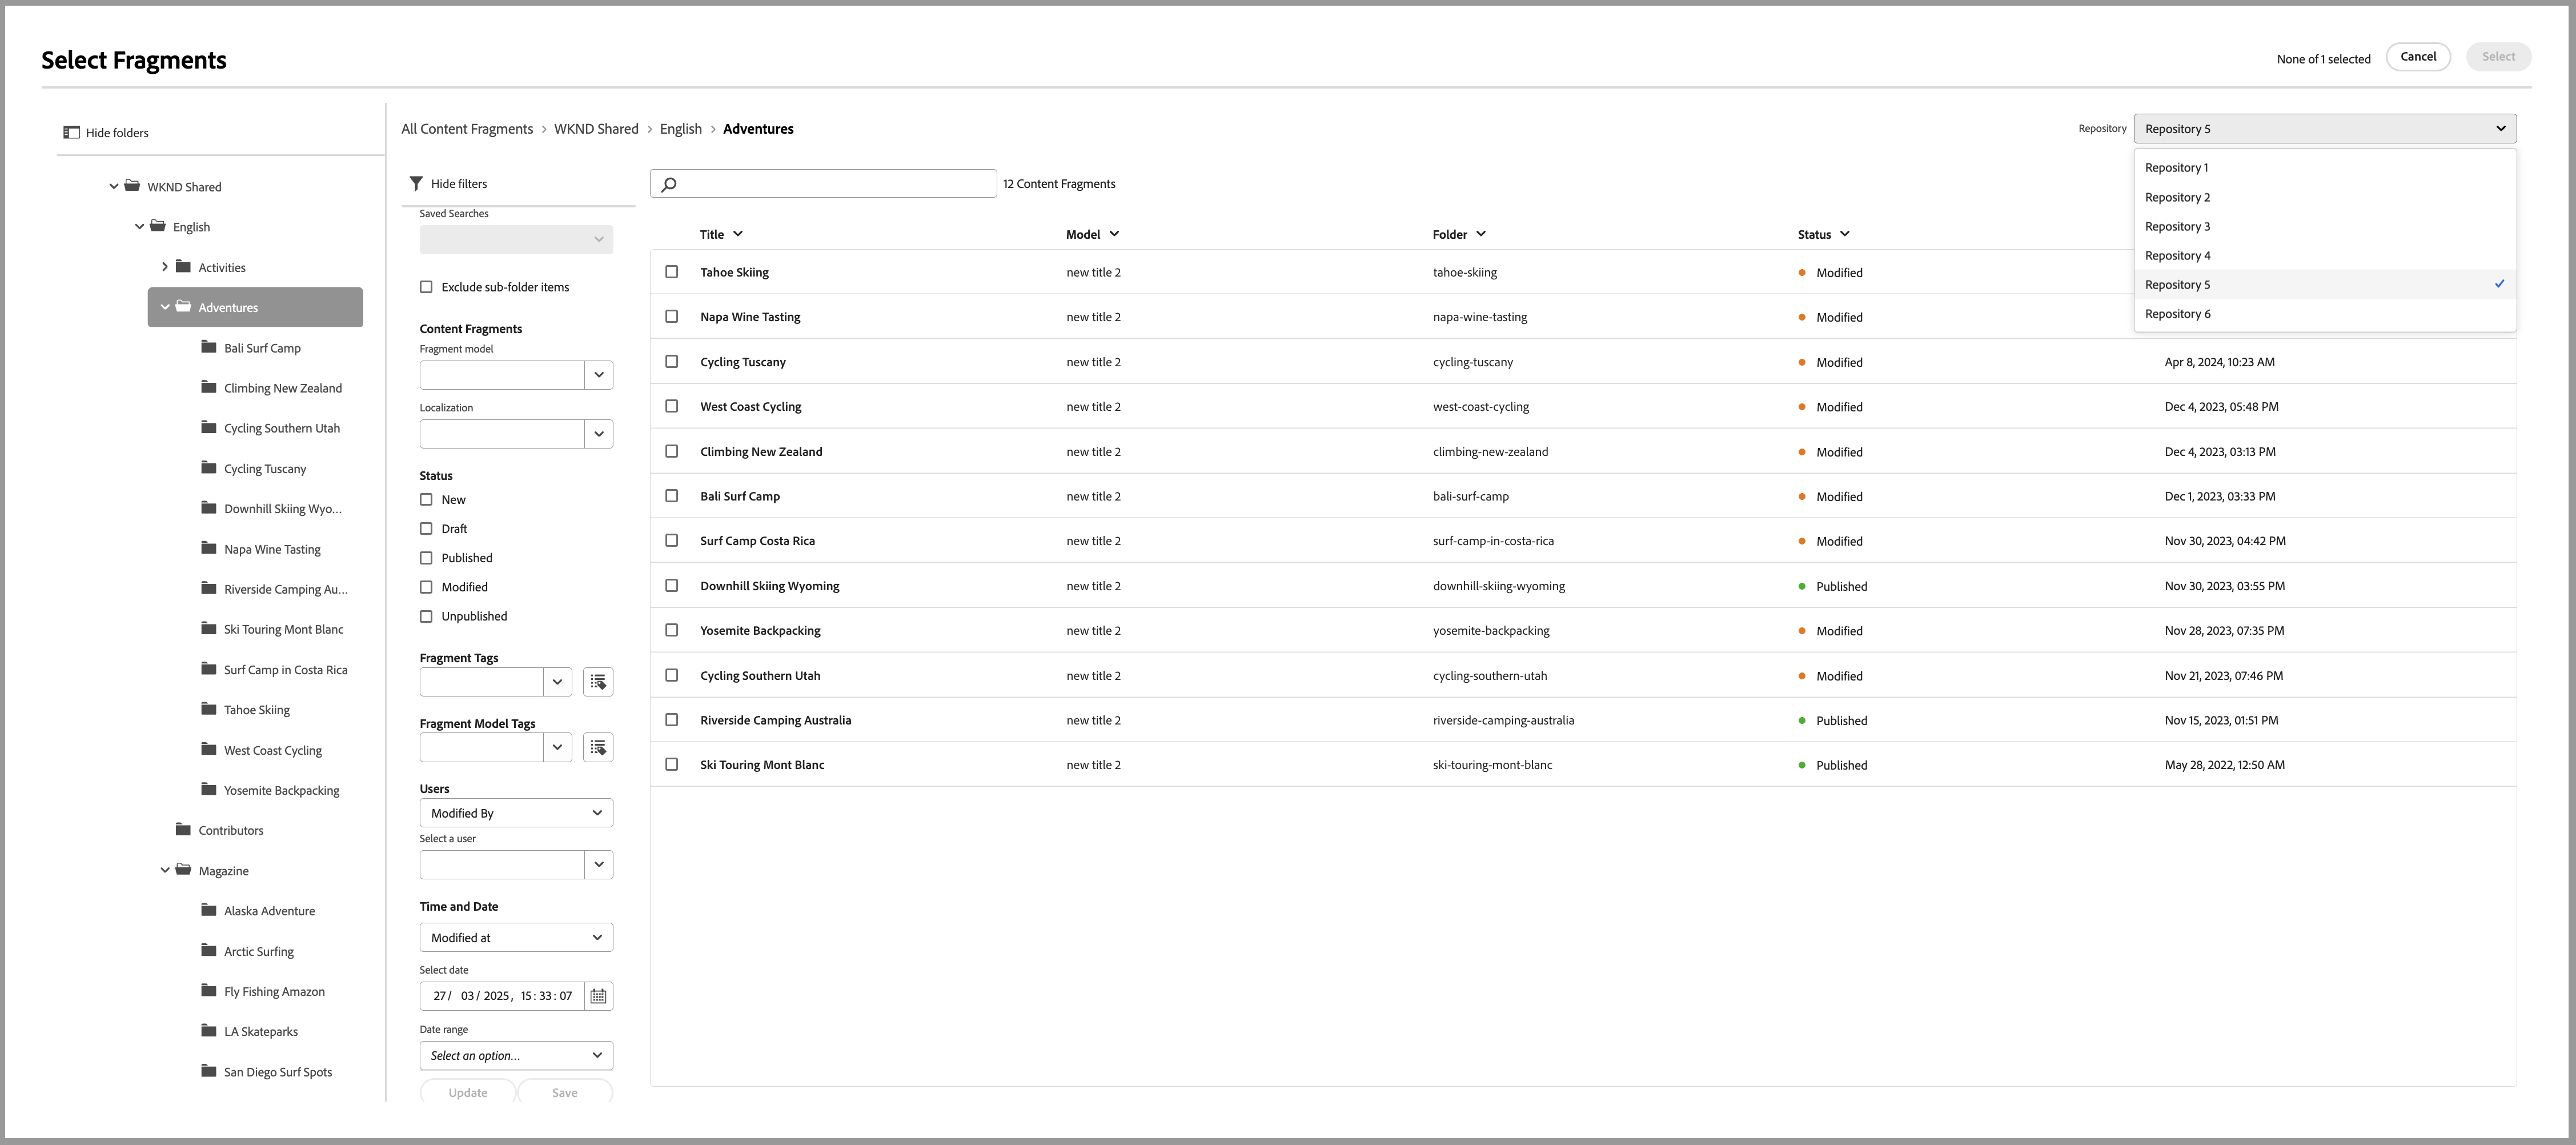 Select Fragments
None of 1 selected
Cancel
Select
Hide folders
WKND Shared
English
Activities
Adventures
Bali Surf Camp
Climbing New Zealand
Cycling Southern Utah
Cycling Tuscany
Downhill Skiing Wyo...
Napa Wine Tasting
Riverside Camping Au...
Ski Touring Mont Blanc
Surf Camp in Costa Rica
Tahoe Skiing
West Coast Cycling
Yosemite Backpacking
Contributors
Magazine
Alaska Adventure
Arctic Surfing
Fly Fishing Amazon
LA Skateparks
San Diego Surf Spots
All Content Fragments > WKND Shared > English > Adventures
Repository
Repository 5
Repository 1
Repository 2
Repository 3
Repository 4
Repository 5
Repository 6
Hide filters
Saved Searches
Exclude sub-folder items
Content Fragments
Fragment model
Localization
Status
New
Draft
Published
Modified
Unpublished
Fragment Tags
Fragment Model Tags
Users
Modified By
Select a user
Time and Date
Modified at
Select date
27/ 03/ 2025, 15:33:07
Date range
Select an option...
Update
Save
12 Content Fragments
Title Model Folder Status
Tahoe Skiing new title 2 tahoe-skiing Modified
Napa Wine Tasting new title 2 napa-wine-tasting Modified
Cycling Tuscany new title 2 cycling-tuscany Modified Apr 8, 2024, 10:23 AM
West Coast Cycling new title 2 west-coast-cycling Modified Dec 4, 2023, 05:48 PM
Climbing New Zealand new title 2 climbing-new-zealand Modified Dec 4, 2023, 03:13 PM
Bali Surf Camp new title 2 bali-surf-camp Modified Dec 1, 2023, 03:33 PM
Surf Camp Costa Rica new title 2 surf-camp-in-costa-rica Modified Nov 30, 2023, 04:42 PM
Downhill Skiing Wyoming new title 2 downhill-skiing-wyoming Published Nov 30, 2023, 03:55 PM
Yosemite Backpacking new title 2 yosemite-backpacking Modified Nov 28, 2023, 07:35 PM
Cycling Southern Utah new title 2 cycling-southern-utah Modified Nov 21, 2023, 07:46 PM
Riverside Camping Australia new title 2 riverside-camping-australia Published Nov 15, 2023, 01:51 PM
Ski Touring Mont Blanc new title 2 ski-touring-mont-blanc Published May 28, 2022, 12:50 AM